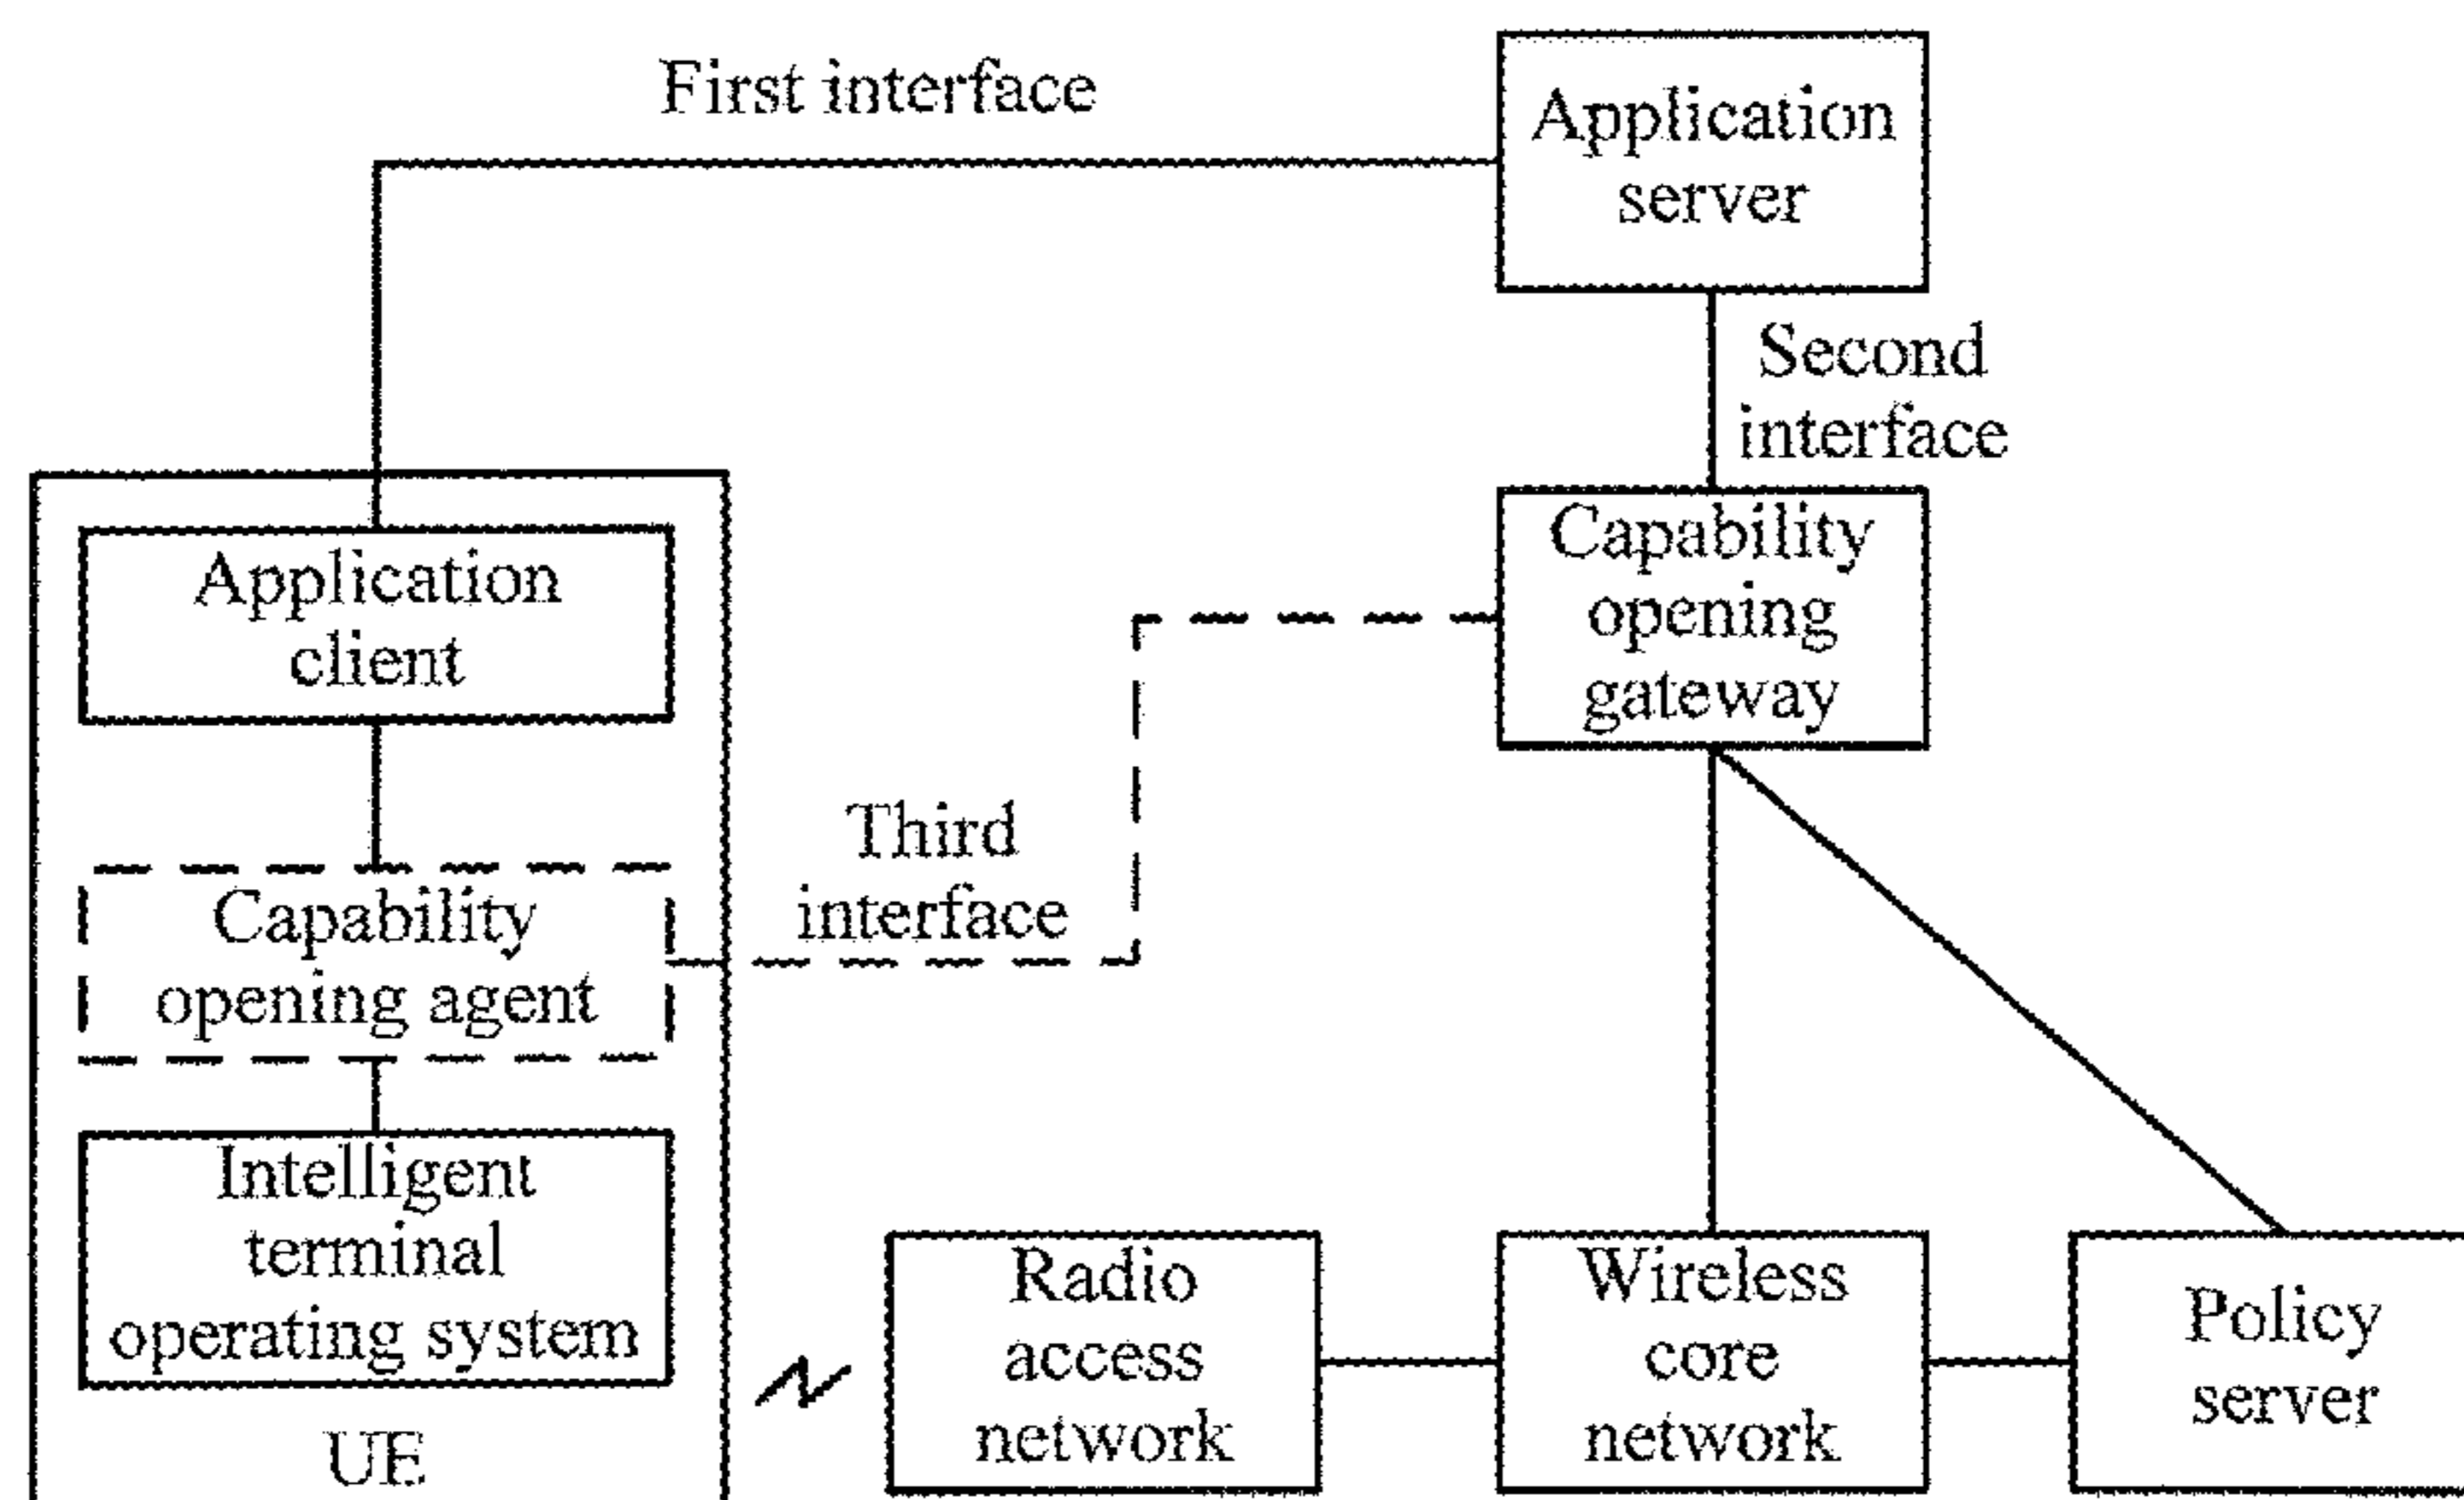 First interface
Application
server
Second
interface
Application
client
Capability
opening
gateway
Third
interface
Capability
opening agent
Intelligent
terminal
operating system
UE
Radio
access
network
Wireless
core
network
Policy
server